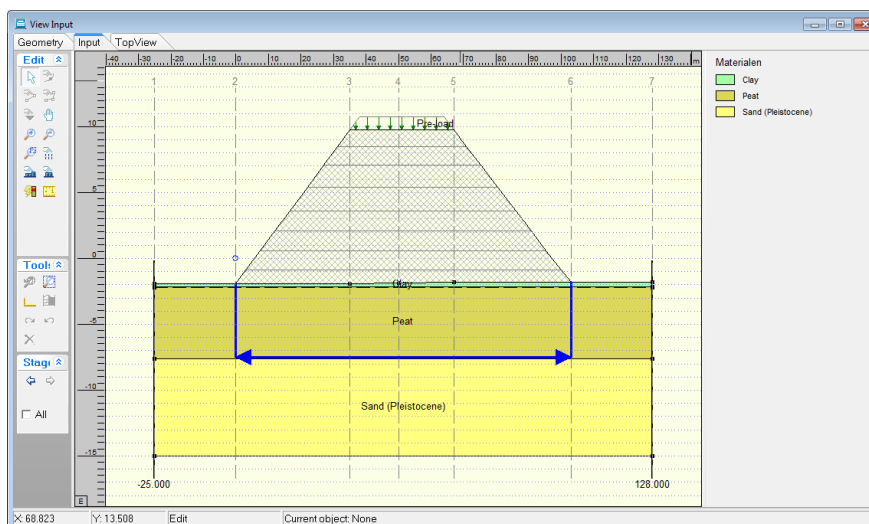 View Input
Geometry Input TopView
Edit
-40 -30 -20 -10 0 10 20 30 40 50 60 70 80 90 100 110 120 130 m
1 2 3 4 5 6 7
Materialen
Clay
Peat
Sand (Pleistocene)
10
Pre-load
5
0
Tools
Clay
-5
Peat
Stage
-10
All
Sand (Pleistocene)
-15
-25.000 128.000
E
X: 68.823 Y: 13.508 Edit Current object: None